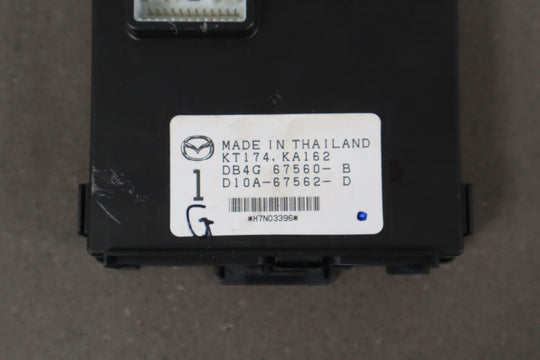 MADE IN THAILAND
KT174.KA162
DB4G 67560- B
D10A-67562- D
1
G
*H7N03396*